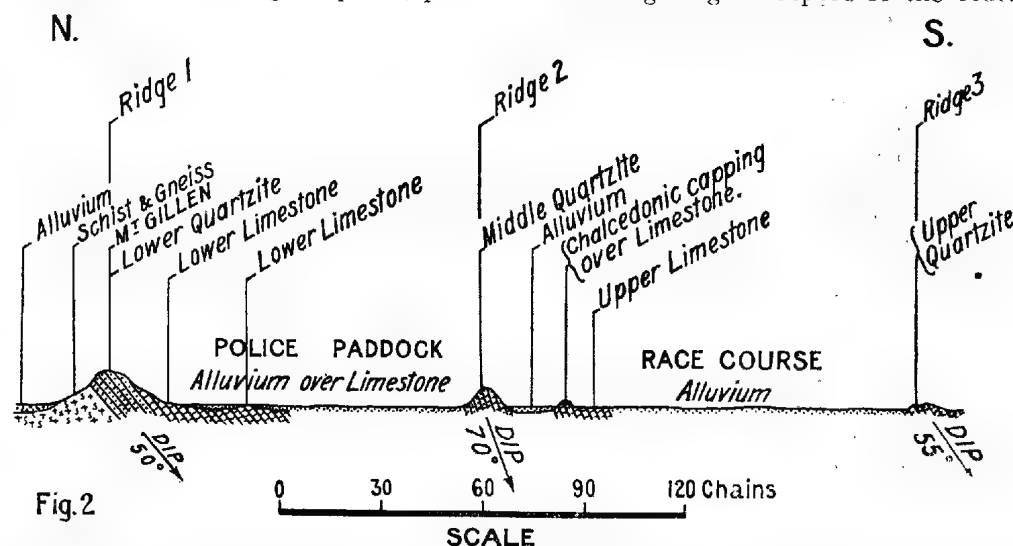 N.
S.
Ridge 1
Ridge 2
Ridge 3
Alluvium
Schist & Gneiss
MT GILLEN
Lower Quartzite
Lower Limestone
Lower Limestone
Middle Quartzite
Alluvium
Chalcedonic capping
over Limestone.
Upper Limestone
Upper
Quartzite
POLICE PADDOCK
Alluvium over Limestone
RACE COURSE
Alluvium
DIP
50°
DIP
70°
DIP
55°
Fig. 2
0 30 60 90 120 Chains
SCALE